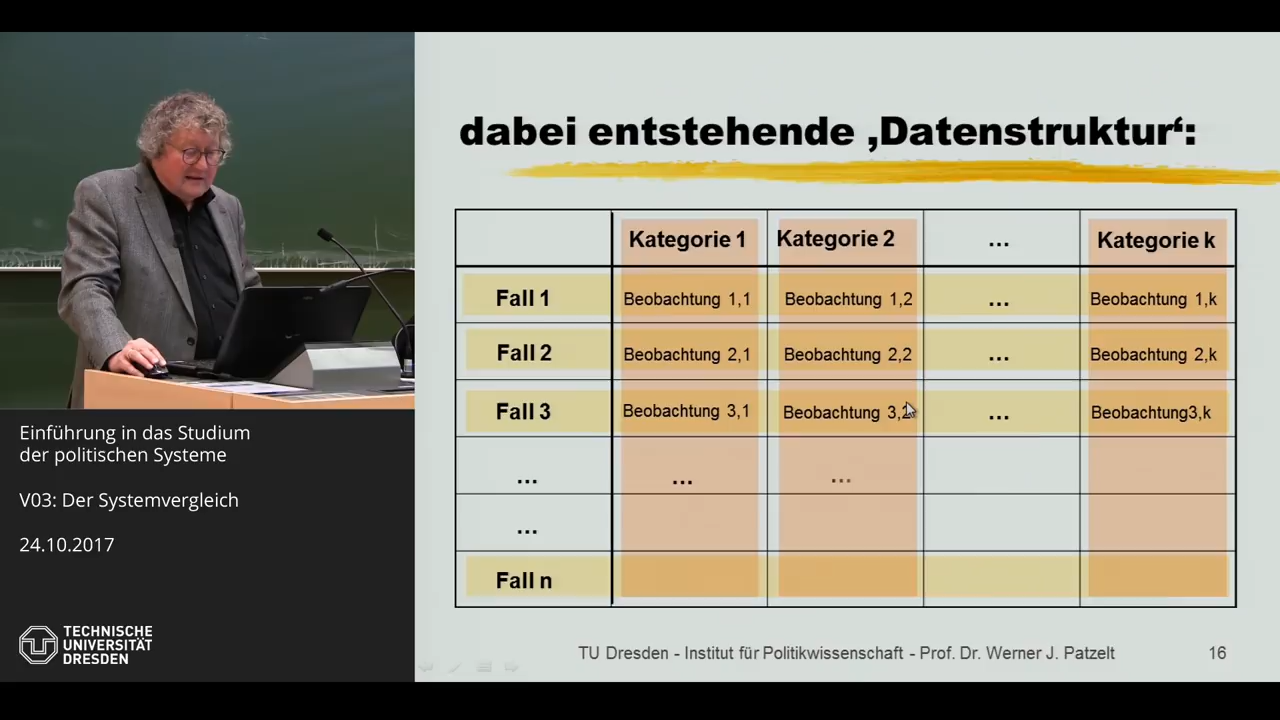 dabei entstehende ‚Datenstruktur‘:
Kategorie 1 Kategorie 2 ... Kategorie k
Fall 1 Beobachtung 1,1 Beobachtung 1,2 ... Beobachtung 1,k
Fall 2 Beobachtung 2,1 Beobachtung 2,2 ... Beobachtung 2,k
Fall 3 Beobachtung 3,1 Beobachtung 3,2 ... Beobachtung3,k
... ... ...
...
Fall n
TU Dresden - Institut für Politikwissenschaft - Prof. Dr. Werner J. Patzelt 16
Einführung in das Studium
der politischen Systeme
V03: Der Systemvergleich
24.10.2017
TECHNISCHE
UNIVERSITÄT
DRESDEN